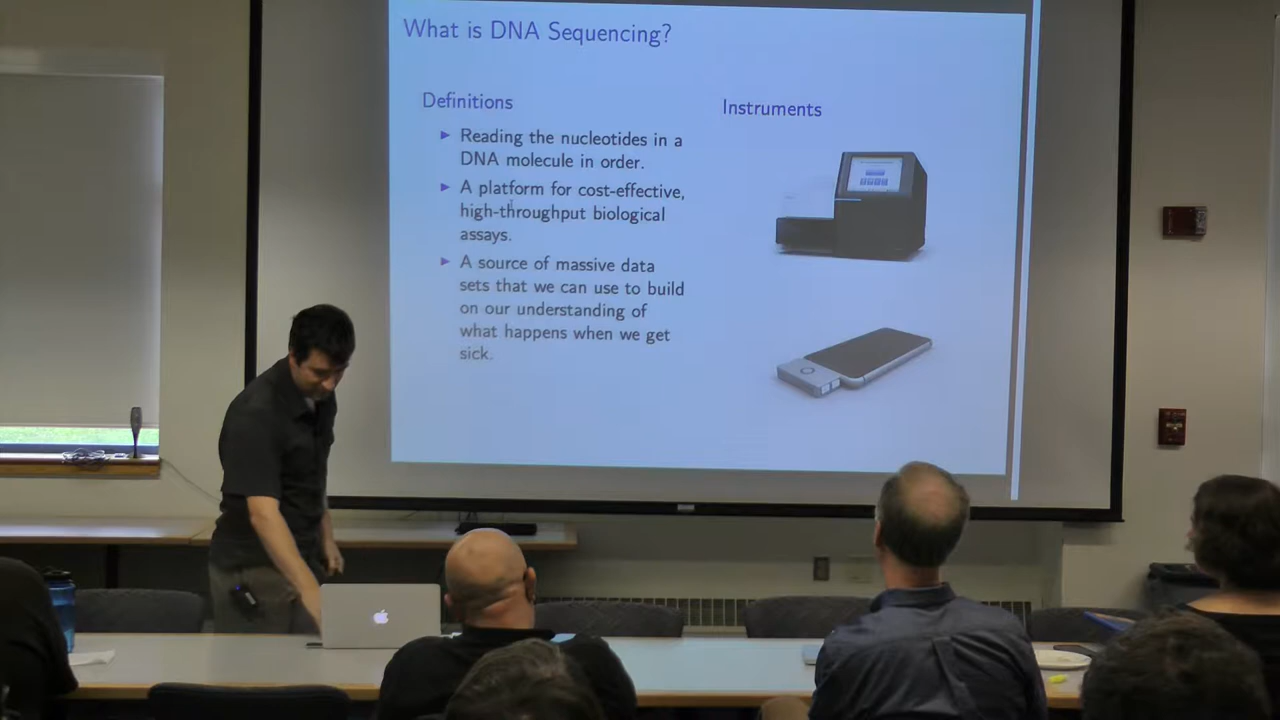 What is DNA Sequencing?
Definitions
Reading the nucleotides in a
DNA molecule in order.
A platform for cost-effective,
high-throughput biological
assays.
A source of massive data
sets that we can use to build
on our understanding of
what happens when we get
sick.
Instruments